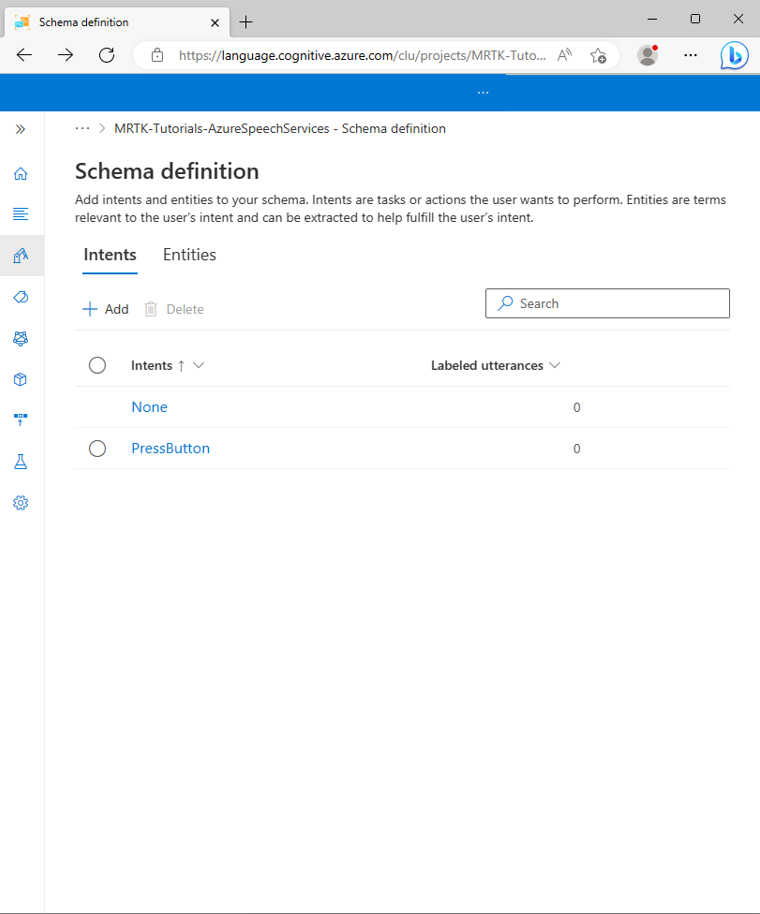 Schema definition
https://language.cognitive.azure.com/clu/projects/MRTK-Tuto...
···
··· > MRTK-Tutorials-AzureSpeechServices - Schema definition
Schema definition
Add intents and entities to your schema. Intents are tasks or actions the user wants to perform. Entities are terms
relevant to the user's intent and can be extracted to help fulfill the user's intent.
Intents Entities
Add Delete Search
Intents ↑ Labeled utterances
None 0
PressButton 0